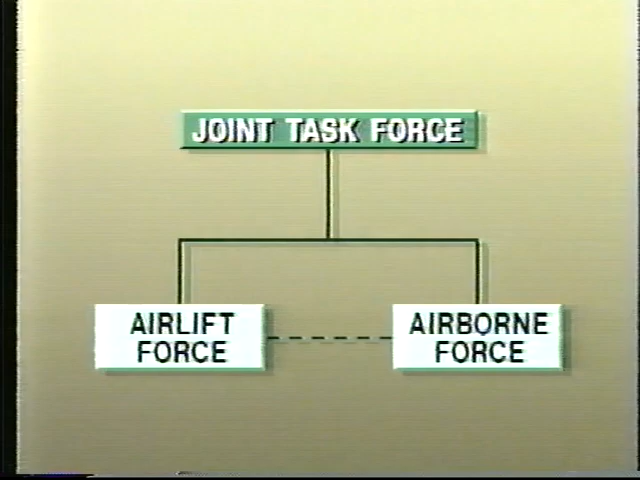 JOINT TASK FORCE
AIRLIFT
FORCE
AIRBORNE
FORCE